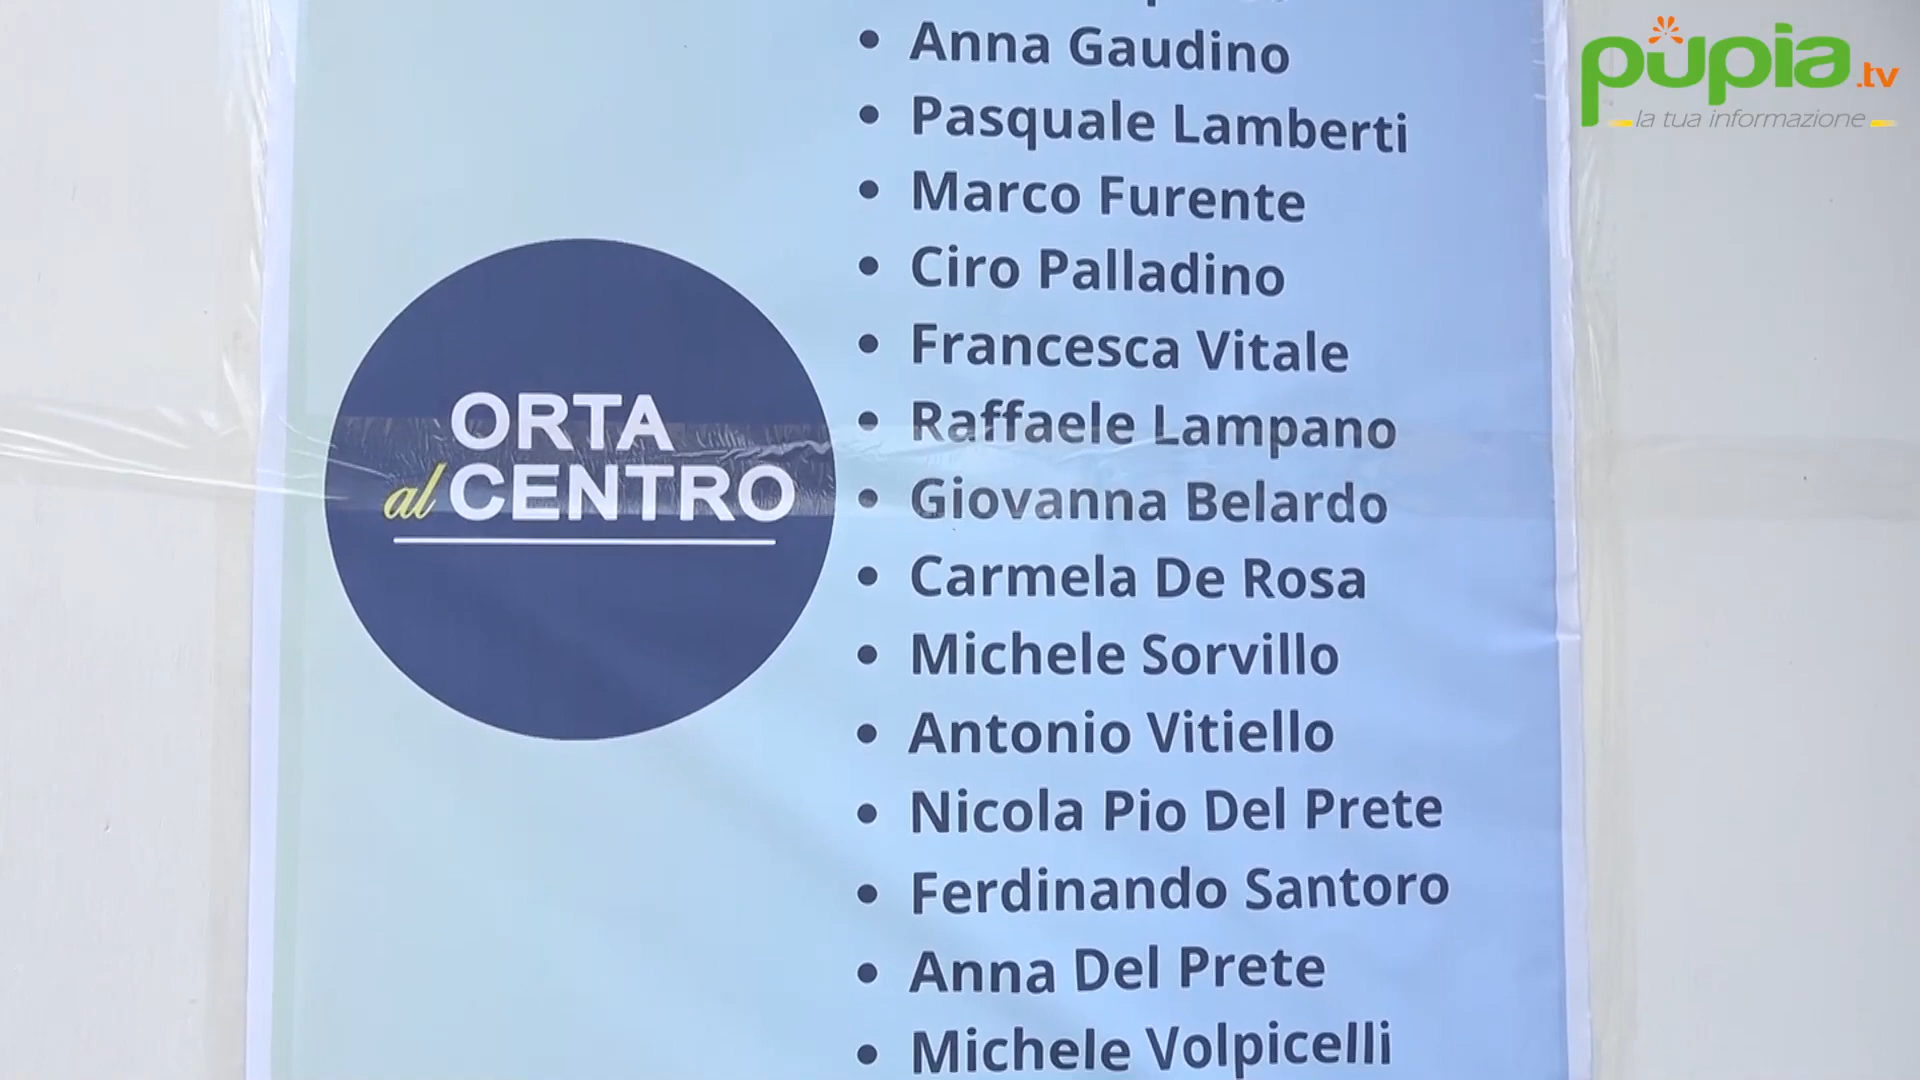 • Anna Gaudino
• Pasquale Lamberti
• Marco Furente
• Ciro Palladino
• Francesca Vitale
• Raffaele Lampano
• Giovanna Belardo
• Carmela De Rosa
• Michele Sorvillo
• Antonio Vitiello
• Nicola Pio Del Prete
• Ferdinando Santoro
• Anna Del Prete
• Michele Volpicelli
ORTA
al CENTRO
pupia.tv
la tua informazione